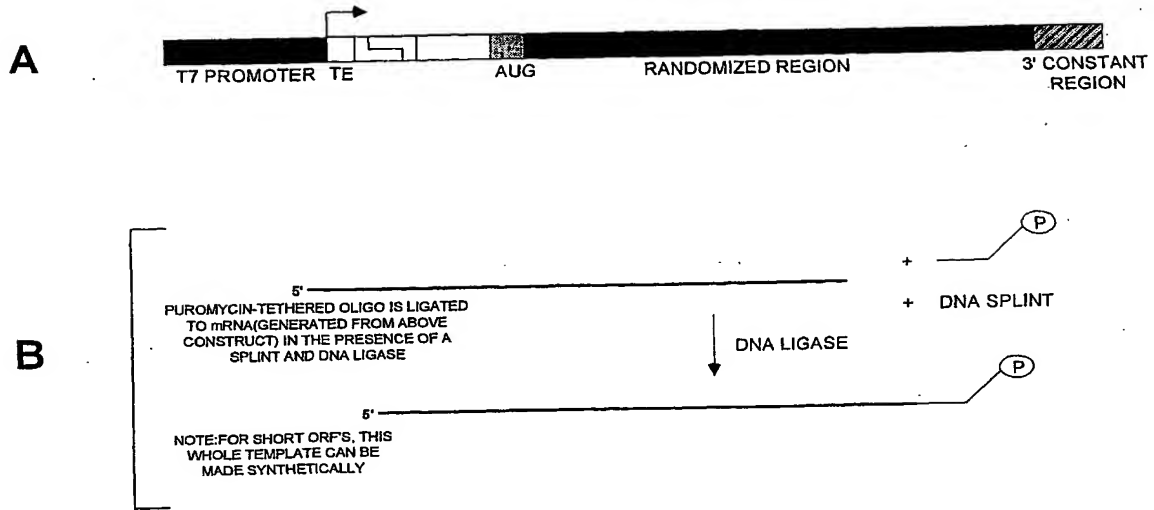 A
T7 PROMOTER TE AUG RANDOMIZED REGION 3' CONSTANT
REGION
B
P
+
5'
PUROMYCIN-TETHERED OLIGO IS LIGATED
TO mRNA(GENERATED FROM ABOVE
CONSTRUCT) IN THE PRESENCE OF A
SPLINT AND DNA LIGASE
+ DNA SPLINT
DNA LIGASE
P
5'
NOTE:FOR SHORT ORF'S, THIS
WHOLE TEMPLATE CAN BE
MADE SYNTHETICALLY